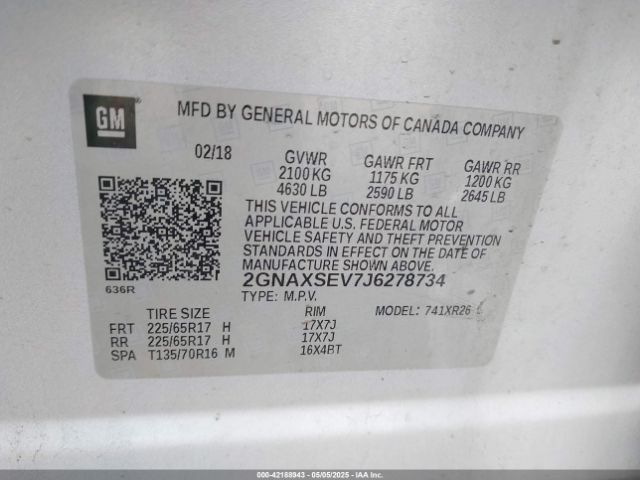 GM ®
MFD BY GENERAL MOTORS OF CANADA COMPANY
02/18 GVWR GAWR FRT GAWR RR
2100 KG 1175 KG 1200 KG
4630 LB 2590 LB 2645 LB
THIS VEHICLE CONFORMS TO ALL
APPLICABLE U.S. FEDERAL MOTOR
VEHICLE SAFETY AND THEFT PREVENTION
STANDARDS IN EFFECT ON THE DATE OF
MANUFACTURE SHOWN ABOVE.
636R
2GNAXSEV7J6278734
TYPE: M.P.V.
TIRE SIZE RIM MODEL: 741XR26
FRT 225/65R17 H 17X7J
RR 225/65R17 H 17X7J
SPA T135/70R16 M 16X4BT
000-42188943 - 05/05/2025 - IAAI.com